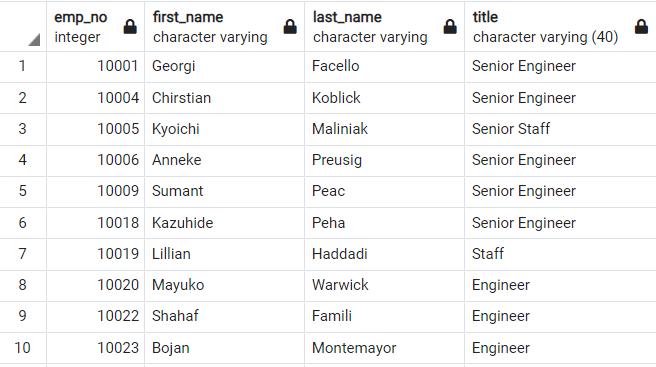 emp_no first_name last_name title
integer character varying character varying character varying (40)
1 10001 Georgi Facello Senior Engineer
2 10004 Chirstian Koblick Senior Engineer
3 10005 Kyoichi Maliniak Senior Staff
4 10006 Anneke Preusig Senior Engineer
5 10009 Sumant Peac Senior Engineer
6 10018 Kazuhide Peha Senior Engineer
7 10019 Lillian Haddadi Staff
8 10020 Mayuko Warwick Engineer
9 10022 Shahaf Famili Engineer
10 10023 Bojan Montemayor Engineer